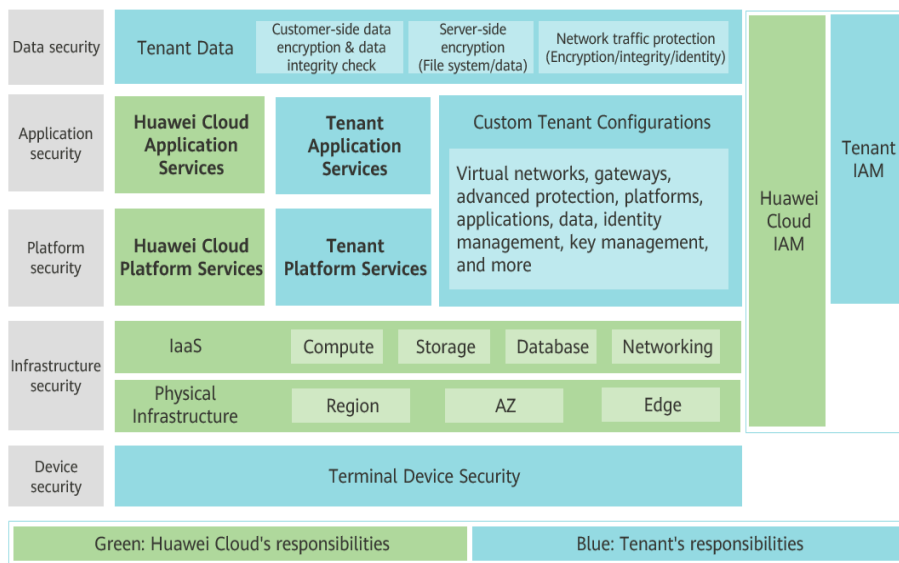 Data security
Tenant Data
Customer-side data
encryption & data
integrity check
Server-side
encryption
(File system/data)
Network traffic protection
(Encryption/integrity/identity)
Application
security
Huawei Cloud
Application
Services
Tenant
Application
Services
Custom Tenant Configurations
Virtual networks, gateways,
advanced protection, platforms,
applications, data, identity
management, key management,
and more
Platform
security
Huawei Cloud
Platform Services
Tenant
Platform Services
Huawei
Cloud
IAM
Tenant
IAM
Infrastructure
security
IaaS
Compute
Storage
Database
Networking
Physical
Infrastructure
Region
AZ
Edge
Device
security
Terminal Device Security
Green: Huawei Cloud's responsibilities
Blue: Tenant's responsibilities